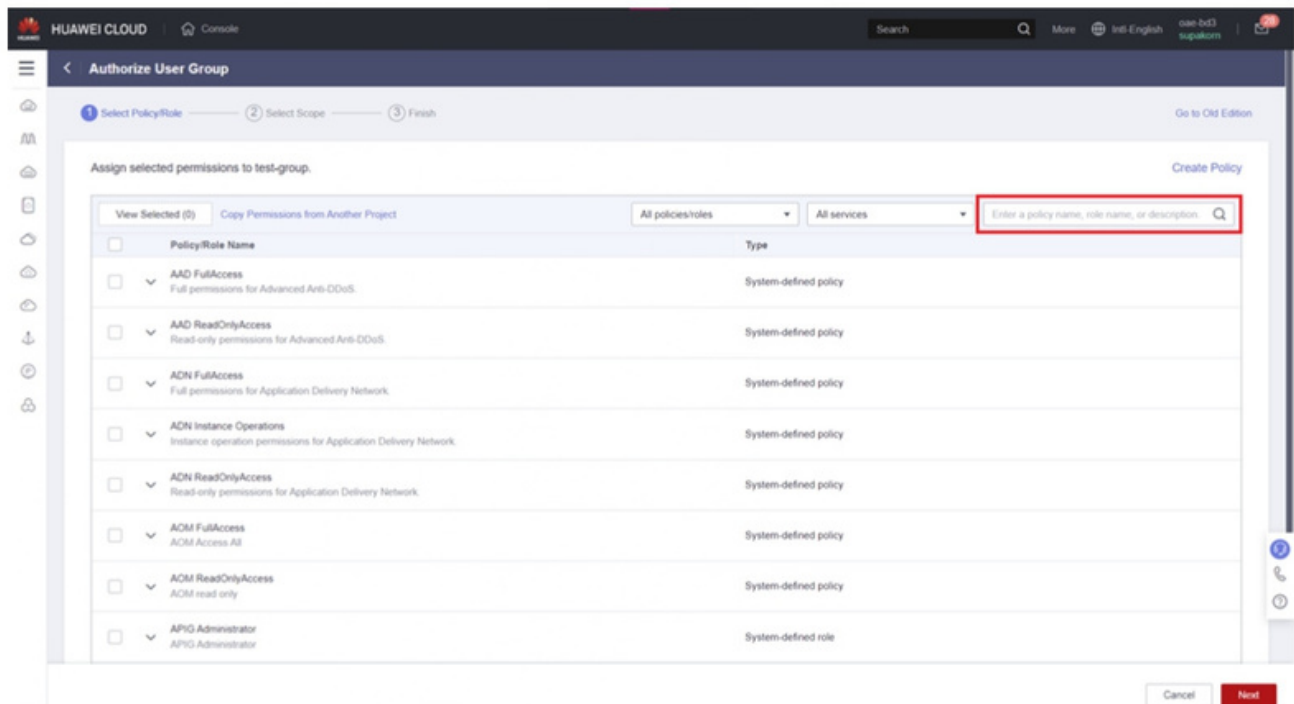 HUAWEI
HUAWEI CLOUD
Console
Search
More
Intl-English
oae-bd3
supakorn
28
Authorize User Group
1 Select Policy/Role
2 Select Scope
3 Finish
Go to Old Edition
Assign selected permissions to test-group.
Create Policy
View Selected (0)
Copy Permissions from Another Project
All policies/roles
All services
Enter a policy name, role name, or description.
Policy/Role Name
Type
AAD FullAccess
Full permissions for Advanced Anti-DDoS.
System-defined policy
AAD ReadOnlyAccess
Read-only permissions for Advanced Anti-DDoS.
System-defined policy
ADN FullAccess
Full permissions for Application Delivery Network.
System-defined policy
ADN Instance Operations
Instance operation permissions for Application Delivery Network.
System-defined policy
ADN ReadOnlyAccess
Read-only permissions for Application Delivery Network.
System-defined policy
AOM FullAccess
AOM Access All
System-defined policy
AOM ReadOnlyAccess
AOM read only
System-defined policy
APIG Administrator
APIG Administrator
System-defined role
Cancel
Next